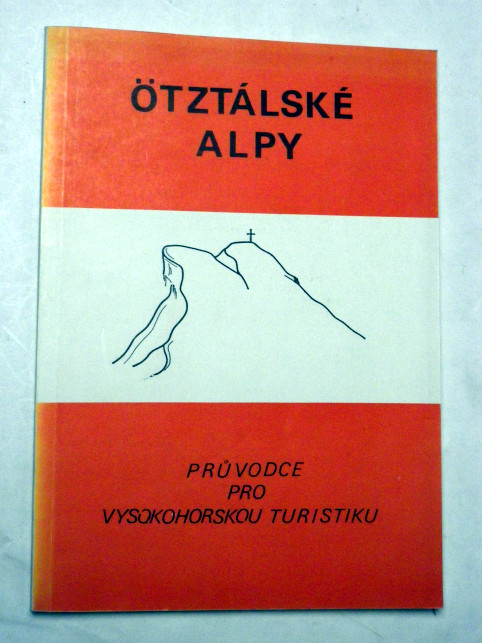 ÖTZTÁLSKÉ
ALPY
PRŮVODCE
PRO
VYSOKOHORSKOU TURISTIKU